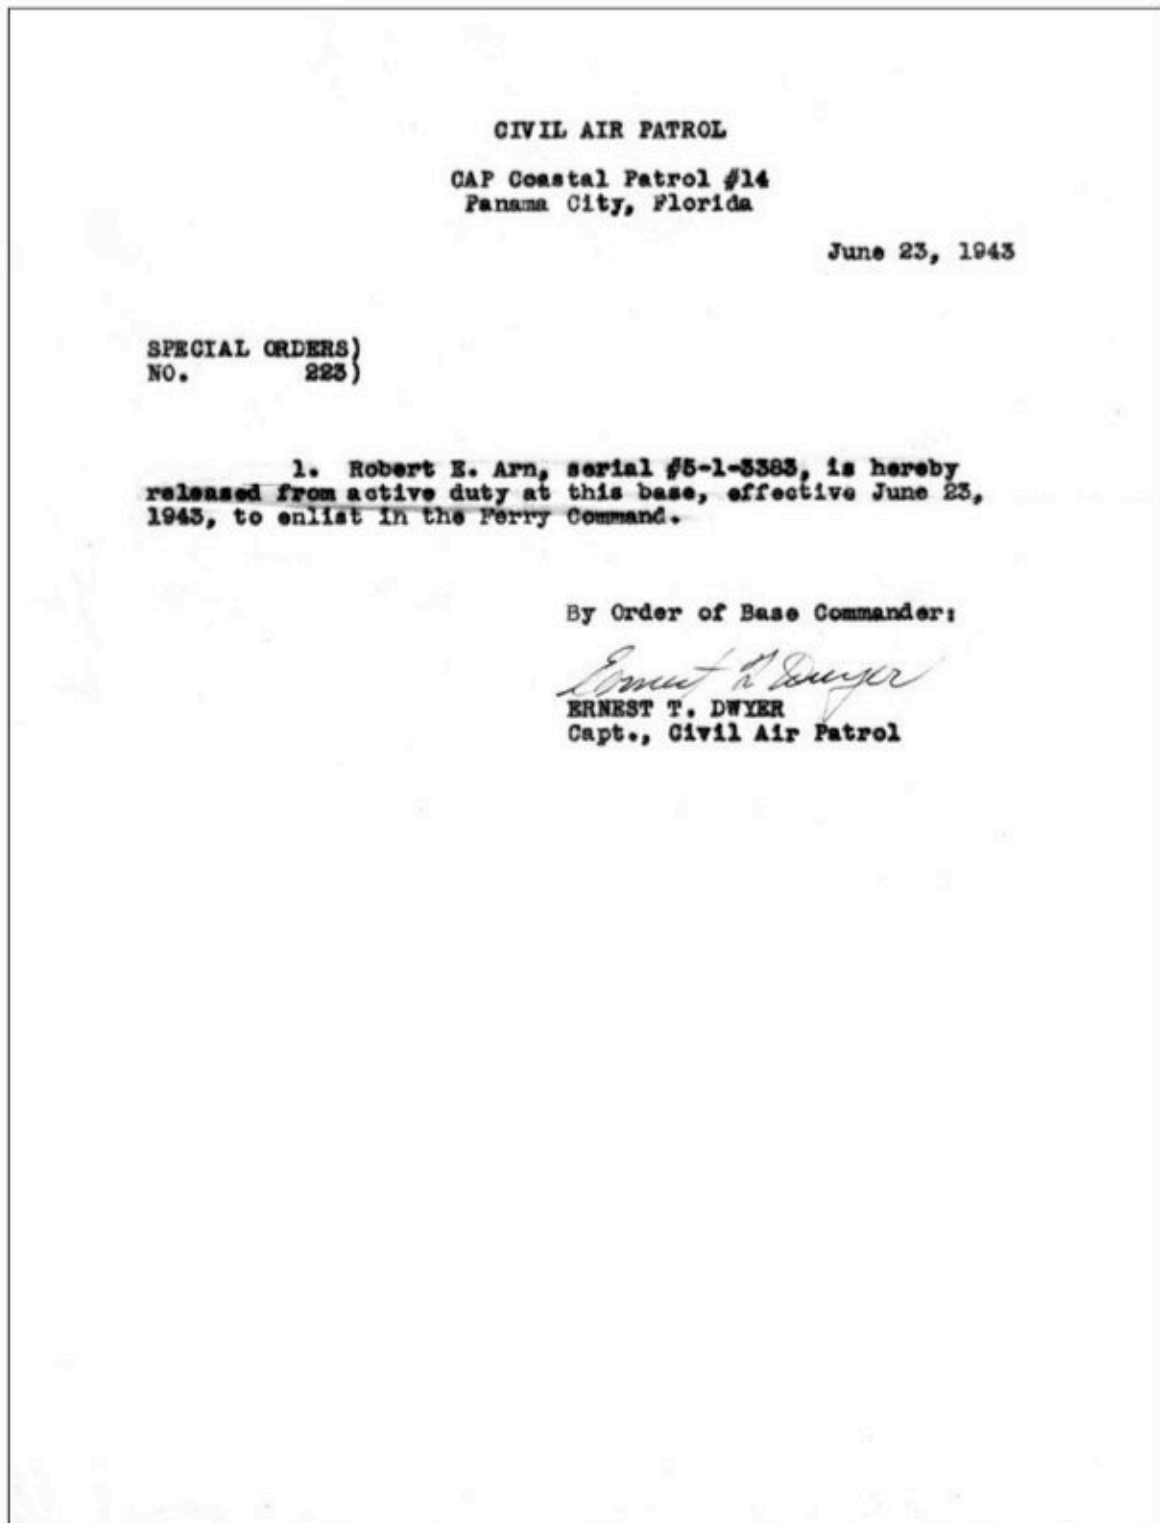 CIVIL AIR PATROL
CAP Coastal Patrol #14
Panama City, Florida
June 23, 1943
SPECIAL ORDERS)
NO. 223)
1. Robert E. Arn, serial #5-1-3383, is hereby
released from active duty at this base, effective June 23,
1943, to enlist in the Ferry Command.
By Order of Base Commander:
Ernest T Dwyer
ERNEST T. DWYER
Capt., Civil Air Patrol